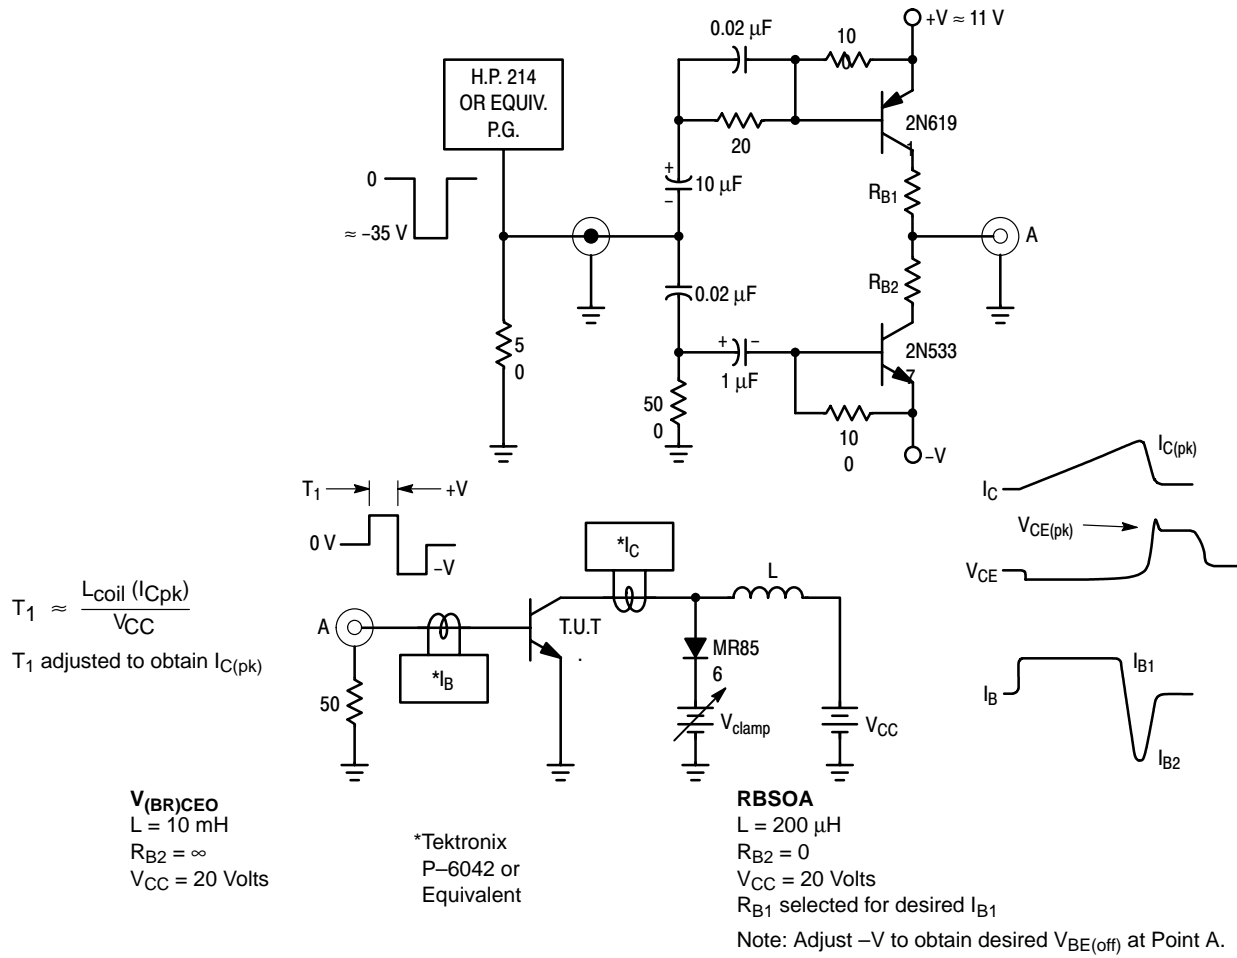 +V ≈ 11 V
0.02 μF
10
0
H.P. 214
OR EQUIV.
P.G.
20
2N619
1
0
≈ –35 V
+
10 μF
–
RB1
A
RB2
0.02 μF
5
0
+ –
1 μF
2N533
7
50
0
10
0
–V
T1
+V
0 V
–V
*IC
L
IC(pk)
IC
VCE(pk)
VCE
T1 ≈ Lcoil (ICpk) / VCC
T1 adjusted to obtain IC(pk)
A
T.U.T
.
*IB
50
MR85
6
Vclamp
VCC
IB1
IB
IB2
V(BR)CEO
L = 10 mH
RB2 = ∞
VCC = 20 Volts
*Tektronix
P–6042 or
Equivalent
RBSOA
L = 200 μH
RB2 = 0
VCC = 20 Volts
RB1 selected for desired IB1
Note: Adjust –V to obtain desired VBE(off) at Point A.